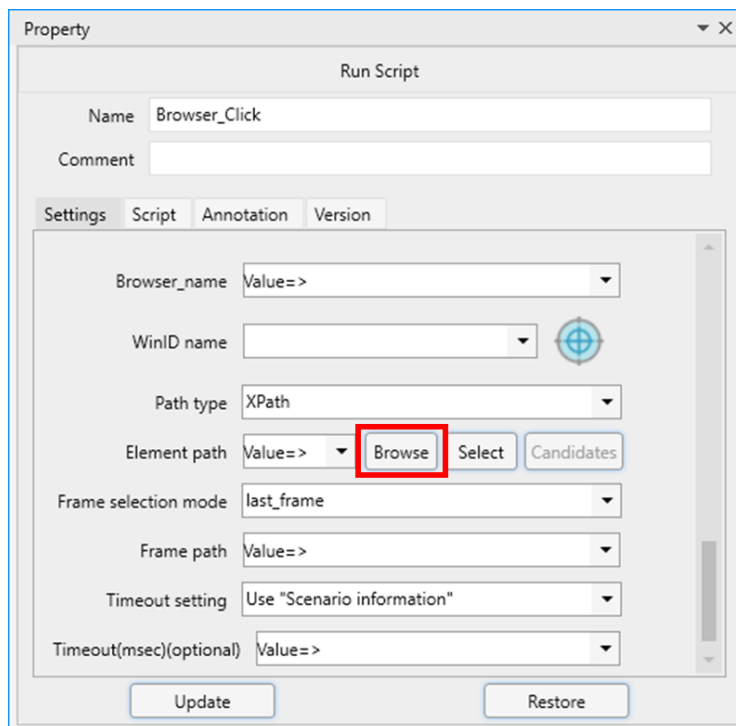 Property
Run Script
Name Browser_Click
Comment
Settings Script Annotation Version
Browser_name Value=>
WinID name
Path type XPath
Element path Value=> Browse Select Candidates
Frame selection mode last_frame
Frame path Value=>
Timeout setting Use "Scenario information"
Timeout(msec)(optional) Value=>
Update Restore